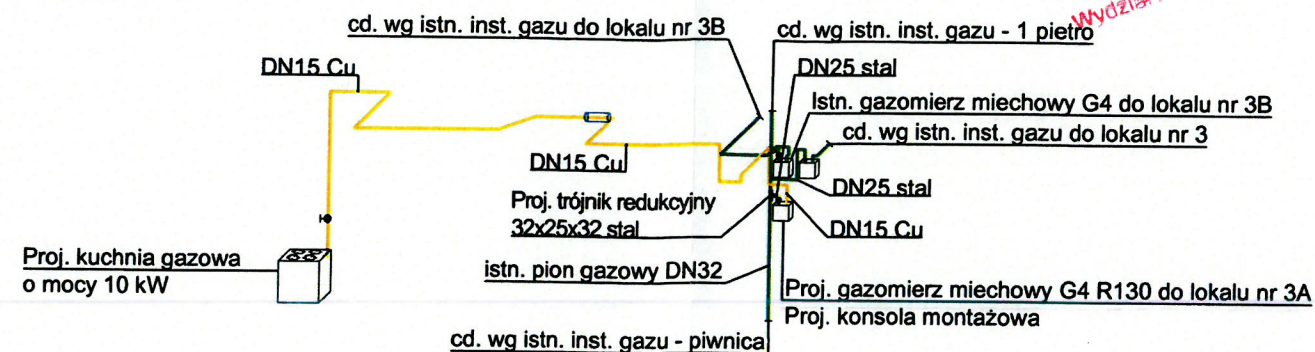 Wydzia
cd. wg istn. inst. gazu do lokalu nr 3B
cd. wg istn. inst. gazu - 1 pietro
DN15 Cu
DN25 stal
Istn. gazomierz miechowy G4 do lokalu nr 3B
cd. wg istn. inst. gazu do lokalu nr 3
DN15 Cu
DN25 stal
Proj. trójnik redukcyjny
32x25x32 stal
DN15 Cu
Proj. kuchnia gazowa
o mocy 10 kW
istn. pion gazowy DN32
Proj. gazomierz miechowy G4 R130 do lokalu nr 3A
Proj. konsola montażowa
cd. wg istn. inst. gazu - piwnica